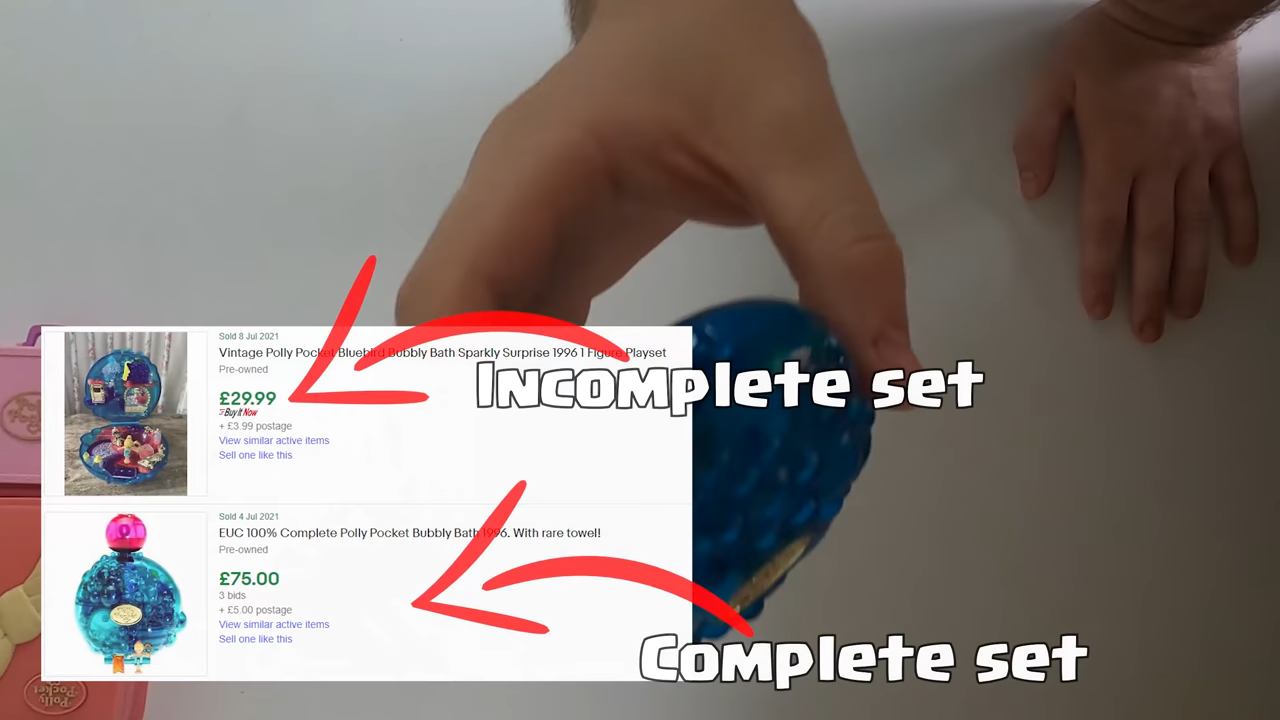 Sold 8 Jul 2021
Vintage Polly Pocket Bluebird Bubbly Bath Sparkly Surprise 1996 1 Figure Playset
Pre-owned
£29.99
Buy It Now
+ £3.99 postage
View similar active items
Sell one like this
Incomplete set
Sold 4 Jul 2021
EUC 100% Complete Polly Pocket Bubbly Bath 1996. With rare towel!
Pre-owned
£75.00
3 bids
+ £5.00 postage
View similar active items
Sell one like this
Complete set
Polly
Pocket